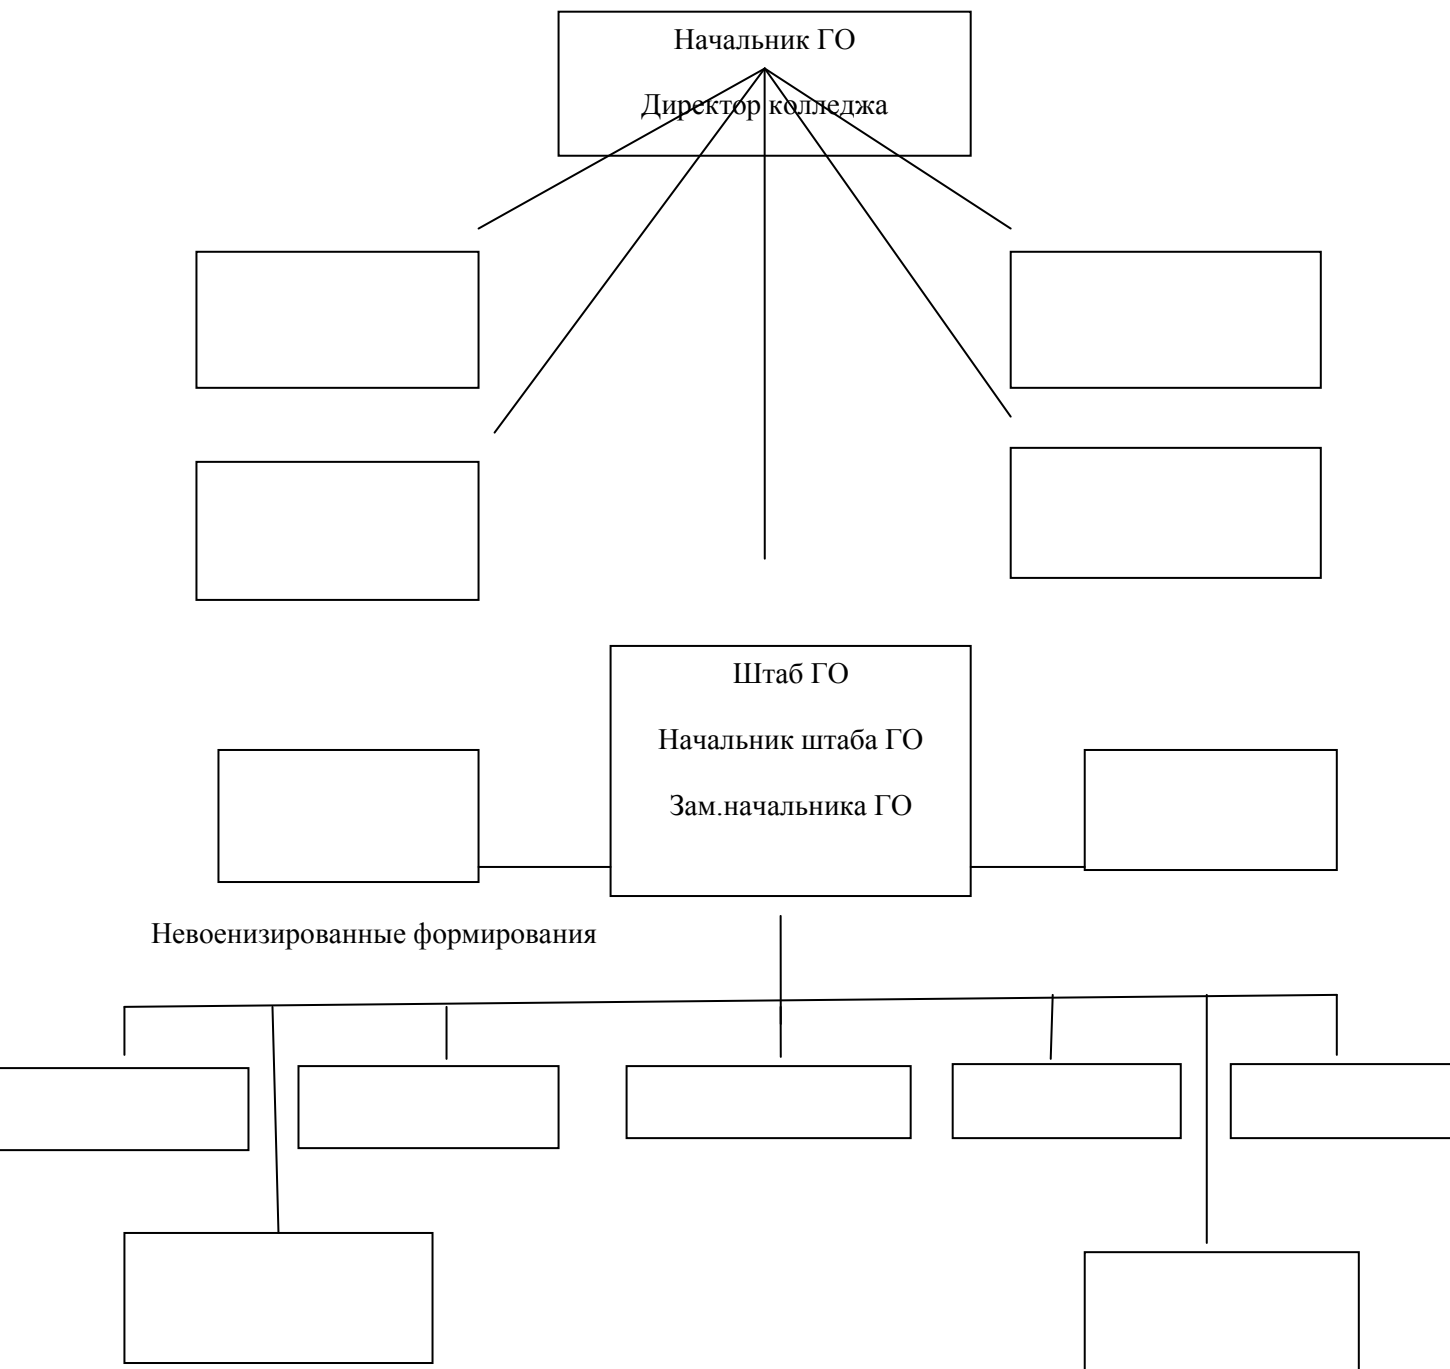 Начальник ГО
Директор колледжа
Штаб ГО
Начальник штаба ГО
Зам.начальника ГО
Невоенизированные формирования